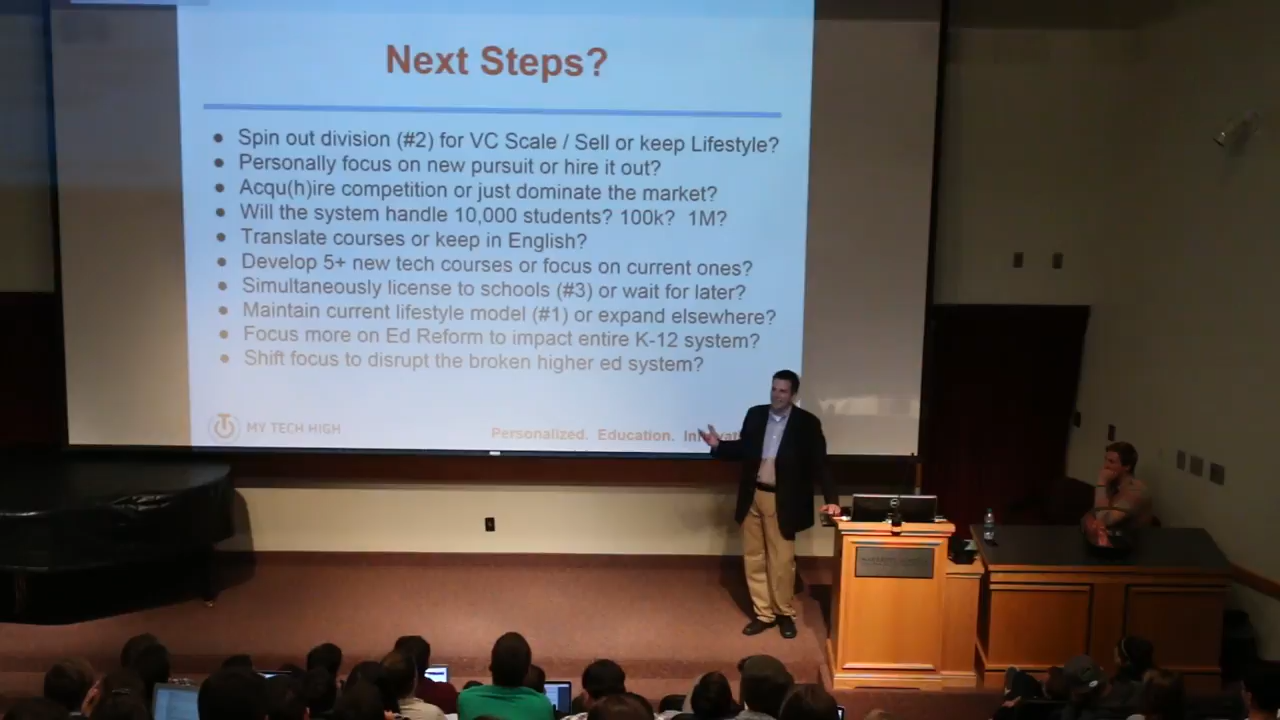 Next Steps?
● Spin out division (#2) for VC Scale / Sell or keep Lifestyle?
● Personally focus on new pursuit or hire it out?
● Acqu(h)ire competition or just dominate the market?
● Will the system handle 10,000 students? 100k? 1M?
● Translate courses or keep in English?
● Develop 5+ new tech courses or focus on current ones?
● Simultaneously license to schools (#3) or wait for later?
● Maintain current lifestyle model (#1) or expand elsewhere?
● Focus more on Ed Reform to impact entire K-12 system?
● Shift focus to disrupt the broken higher ed system?
MY TECH HIGH
Personalized. Education.